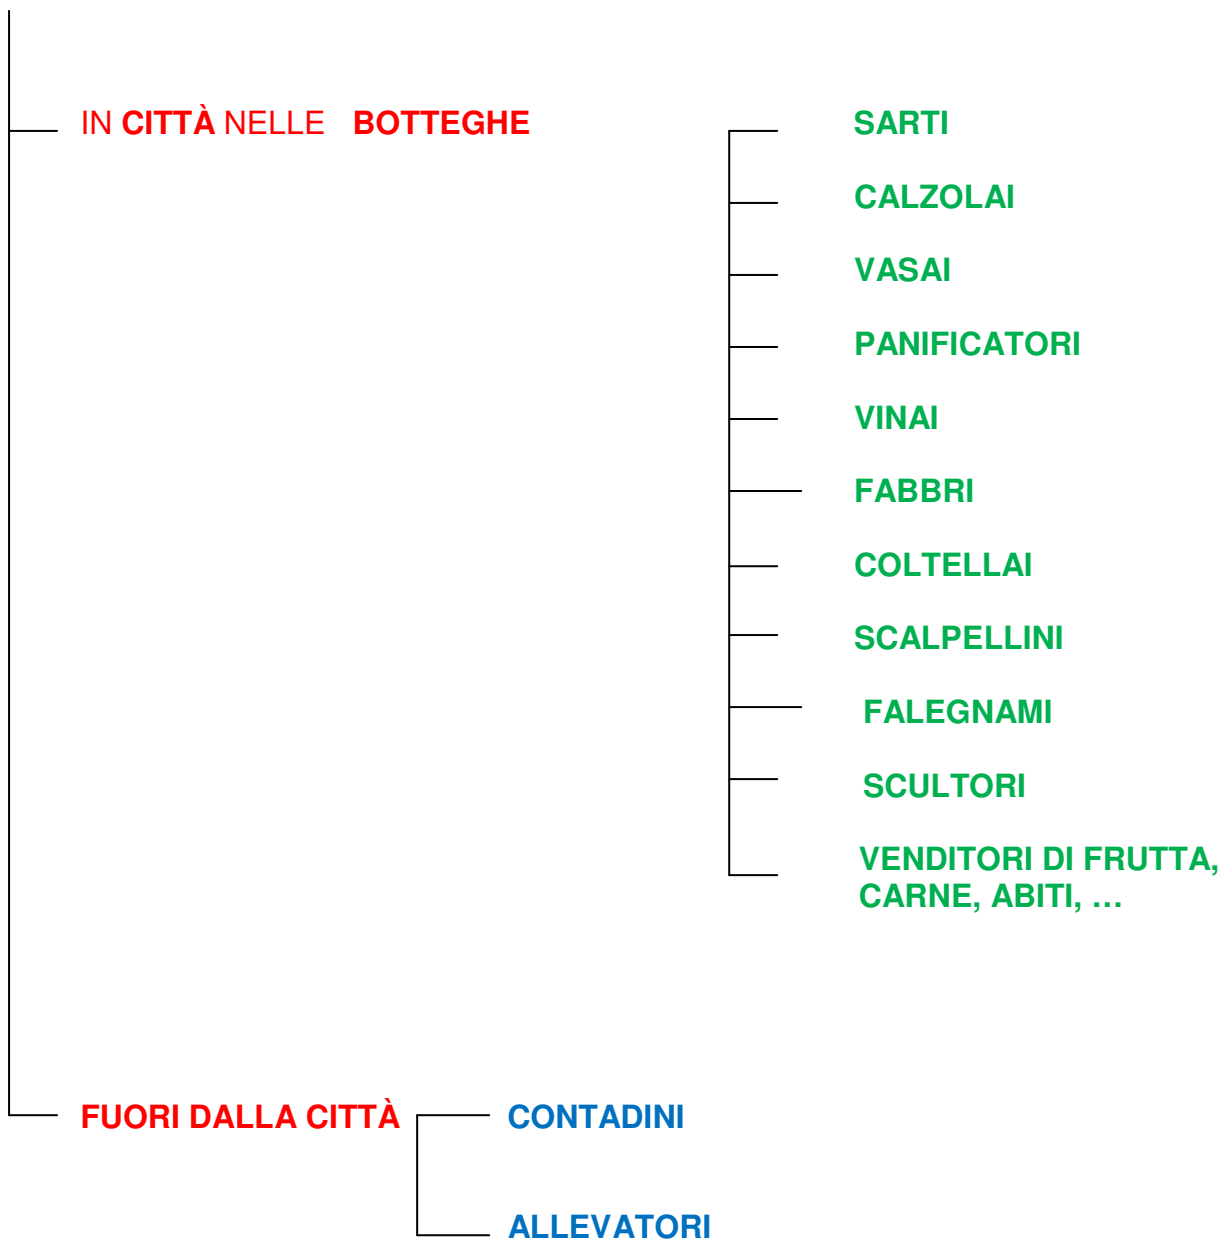 IN CITTÀ NELLE BOTTEGHE
SARTI
CALZOLAI
VASAI
PANIFICATORI
VINAI
FABBRI
COLTELLAI
SCALPELLINI
FALEGNAMI
SCULTORI
VENDITORI DI FRUTTA,
CARNE, ABITI, …
FUORI DALLA CITTÀ
CONTADINI
ALLEVATORI